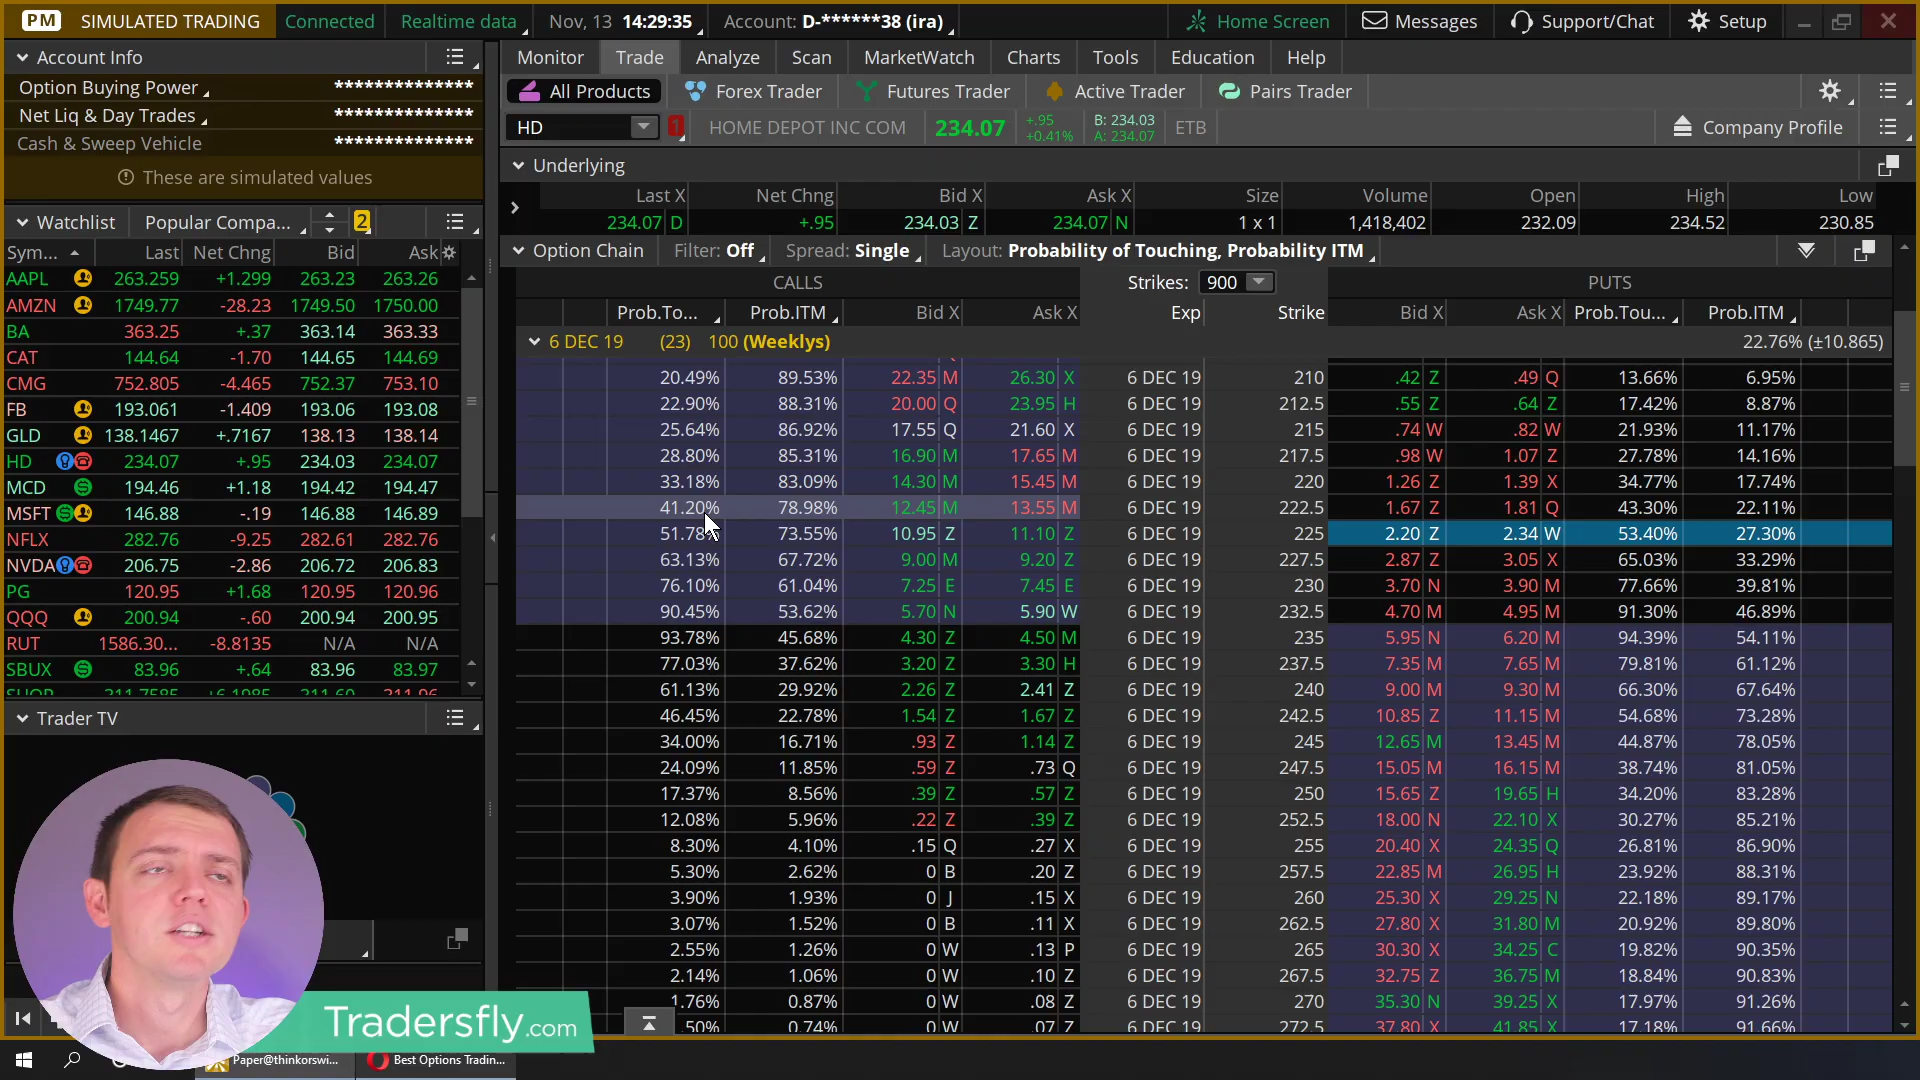 PM SIMULATED TRADING Connected Realtime data Nov, 13 14:29:35 Account: D-******38 (ira) Home Screen Messages Support/Chat Setup
Account Info
Option Buying Power **************
Net Liq & Day Trades **************
Cash & Sweep Vehicle **************
These are simulated values
Watchlist Popular Compa... 2
Sym... Last Net Chng Bid Ask
AAPL 263.259 +1.299 263.23 263.26
AMZN 1749.77 -28.23 1749.50 1750.00
BA 363.25 +.37 363.14 363.33
CAT 144.64 -1.70 144.65 144.69
CMG 752.805 -4.465 752.37 753.10
FB 193.061 -1.409 193.06 193.08
GLD 138.1467 +.7167 138.13 138.14
HD 234.07 +.95 234.03 234.07
MCD 194.46 +1.18 194.42 194.47
MSFT 146.88 -.19 146.88 146.89
NFLX 282.76 -9.25 282.61 282.76
NVDA 206.75 -2.86 206.72 206.83
PG 120.95 +1.68 120.95 120.96
QQQ 200.94 -.60 200.94 200.95
RUT 1586.30... -8.8135 N/A N/A
SBUX 83.96 +.64 83.96 83.97
Trader TV
Monitor Trade Analyze Scan MarketWatch Charts Tools Education Help
All Products Forex Trader Futures Trader Active Trader Pairs Trader
HD 1 HOME DEPOT INC COM 234.07 +.95 +0.41% B: 234.03 A: 234.07 ETB Company Profile
Underlying
Last X Net Chng Bid X Ask X Size Volume Open High Low
234.07 D +.95 234.03 Z 234.07 N 1 x 1 1,418,402 232.09 234.52 230.85
Option Chain Filter: Off Spread: Single Layout: Probability of Touching, Probability ITM
CALLS Strikes: 900 PUTS
Prob.To... Prob.ITM Bid X Ask X Exp Strike Bid X Ask X Prob.Tou... Prob.ITM
6 DEC 19 (23) 100 (Weeklys) 22.76% (±10.865)
20.49% 89.53% 22.35 M 26.30 X 6 DEC 19 210 .42 Z .49 Q 13.66% 6.95%
22.90% 88.31% 20.00 Q 23.95 H 6 DEC 19 212.5 .55 Z .64 Z 17.42% 8.87%
25.64% 86.92% 17.55 Q 21.60 X 6 DEC 19 215 .74 W .82 W 21.93% 11.17%
28.80% 85.31% 16.90 M 17.65 M 6 DEC 19 217.5 .98 W 1.07 Z 27.78% 14.16%
33.18% 83.09% 14.30 M 15.45 M 6 DEC 19 220 1.26 Z 1.39 X 34.77% 17.74%
41.20% 78.98% 12.45 M 13.55 M 6 DEC 19 222.5 1.67 Z 1.81 Q 43.30% 22.11%
51.78% 73.55% 10.95 Z 11.10 Z 6 DEC 19 225 2.20 Z 2.34 W 53.40% 27.30%
63.13% 67.72% 9.00 M 9.20 Z 6 DEC 19 227.5 2.87 Z 3.05 X 65.03% 33.29%
76.10% 61.04% 7.25 E 7.45 E 6 DEC 19 230 3.70 N 3.90 M 77.66% 39.81%
90.45% 53.62% 5.70 N 5.90 W 6 DEC 19 232.5 4.70 M 4.95 M 91.30% 46.89%
93.78% 45.68% 4.30 Z 4.50 M 6 DEC 19 235 5.95 N 6.20 M 94.39% 54.11%
77.03% 37.62% 3.20 Z 3.30 H 6 DEC 19 237.5 7.35 M 7.65 M 79.81% 61.12%
61.13% 29.92% 2.26 Z 2.41 Z 6 DEC 19 240 9.00 M 9.30 M 66.30% 67.64%
46.45% 22.78% 1.54 Z 1.67 Z 6 DEC 19 242.5 10.85 Z 11.15 M 54.68% 73.28%
34.00% 16.71% .93 Z 1.14 Z 6 DEC 19 245 12.65 M 13.45 M 44.87% 78.05%
24.09% 11.85% .59 Z .73 Q 6 DEC 19 247.5 15.05 M 16.15 M 38.74% 81.05%
17.37% 8.56% .39 Z .57 Z 6 DEC 19 250 15.65 Z 19.65 H 34.20% 83.28%
12.08% 5.96% .22 Z .39 Z 6 DEC 19 252.5 18.00 N 22.10 X 30.27% 85.21%
8.30% 4.10% .15 Q .27 X 6 DEC 19 255 20.40 X 24.35 Q 26.81% 86.90%
5.30% 2.62% 0 B .20 Z 6 DEC 19 257.5 22.85 M 26.95 H 23.92% 88.31%
3.90% 1.93% 0 J .15 X 6 DEC 19 260 25.30 X 29.25 N 22.18% 89.17%
3.07% 1.52% 0 B .11 X 6 DEC 19 262.5 27.80 X 31.80 M 20.92% 89.80%
2.55% 1.26% 0 W .13 P 6 DEC 19 265 30.30 X 34.25 C 19.82% 90.35%
2.14% 1.06% 0 W .10 Z 6 DEC 19 267.5 32.75 Z 36.75 M 18.84% 90.83%
1.76% 0.87% 0 W .08 Z 6 DEC 19 270 35.30 N 39.25 X 17.97% 91.26%
.50% 0.74% 0 W .07 Z 6 DEC 19 272.5 37.80 X 41.85 X 17.18% 91.66%
Tradersfly.com
Paper@thinkorswi... Best Options Tradin...